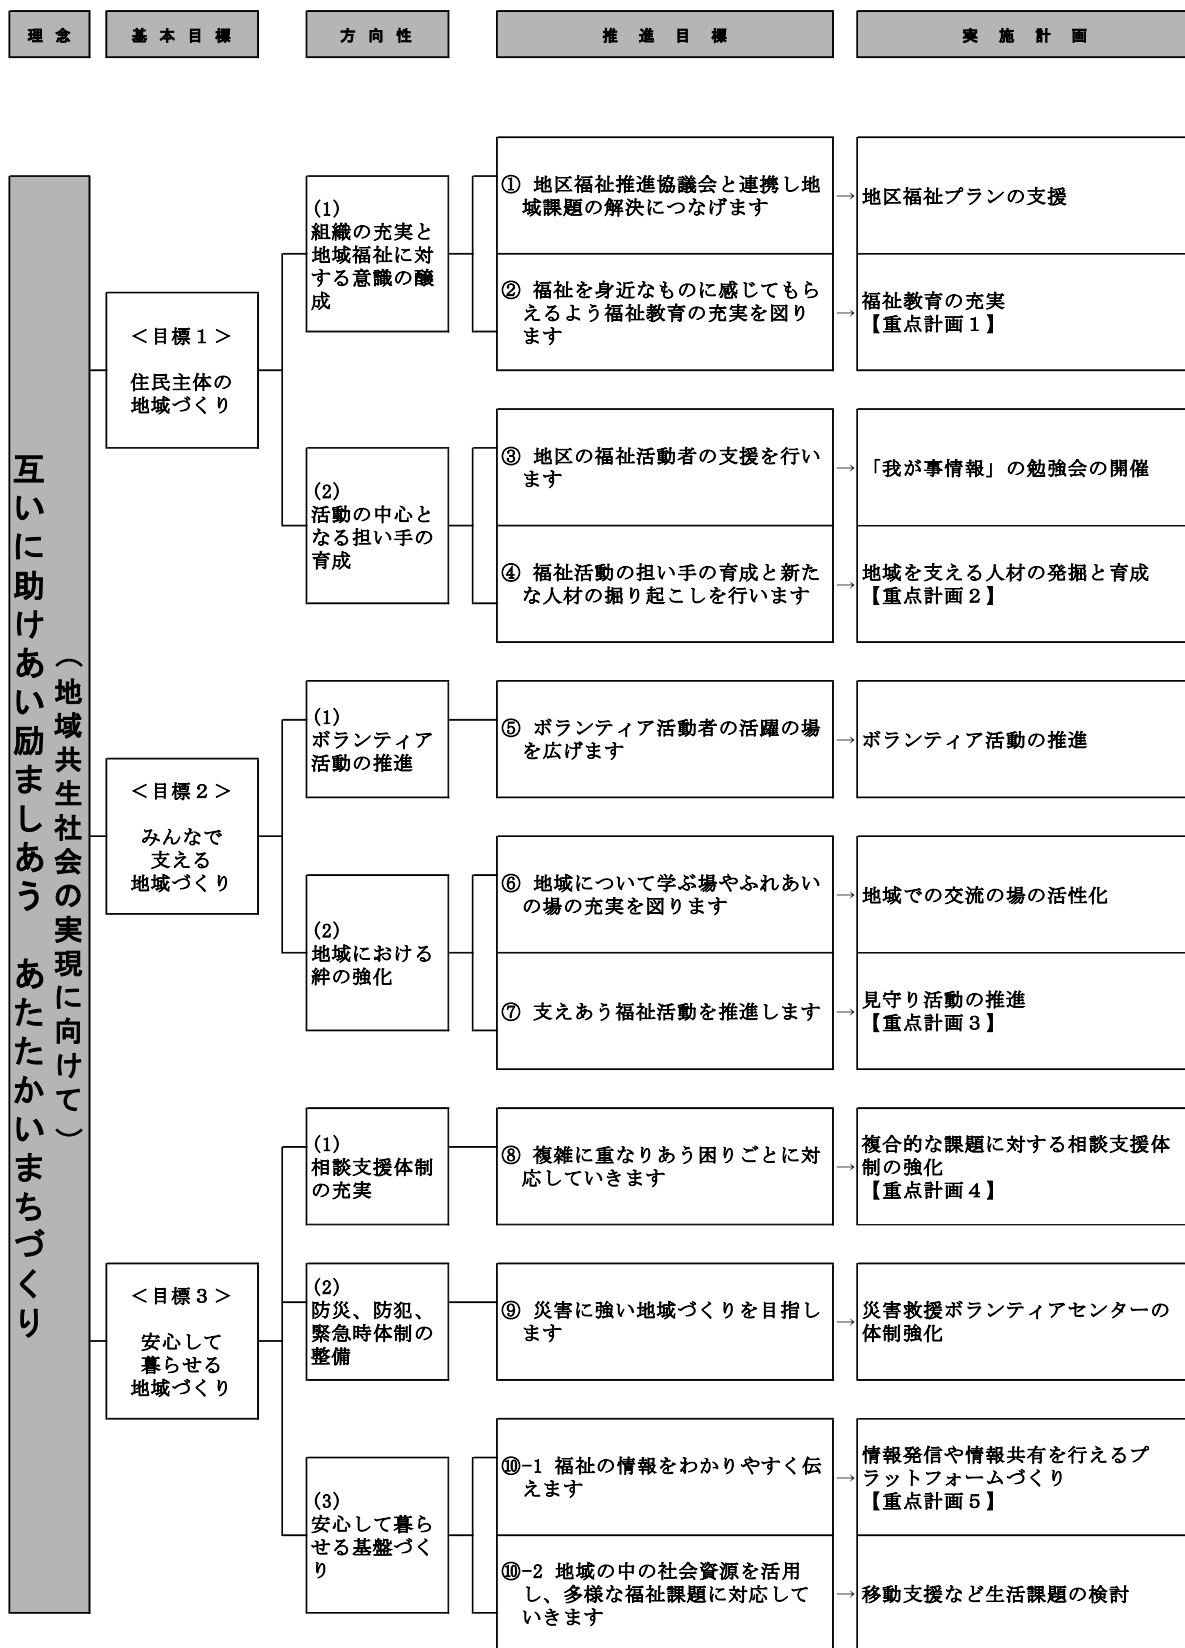 理念
基本目標
方向性
推進目標
実施計画
互いに助けあい励ましあう　あたたかいまちづくり
（地域共生社会の実現に向けて）
＜目標１＞
住民主体の
地域づくり
(1)
組織の充実と
地域福祉に対
する意識の醸
成
① 地区福祉推進協議会と連携し地
域課題の解決につなげます
→
地区福祉プランの支援
② 福祉を身近なものに感じてもら
えるよう福祉教育の充実を図り
ます
→
福祉教育の充実
【重点計画１】
(2)
活動の中心と
なる担い手の
育成
③ 地区の福祉活動者の支援を行い
ます
→
「我が事情報」の勉強会の開催
④ 福祉活動の担い手の育成と新た
な人材の掘り起こしを行います
→
地域を支える人材の発掘と育成
【重点計画２】
＜目標２＞
みんなで
支える
地域づくり
(1)
ボランティア
活動の推進
⑤ ボランティア活動者の活躍の場
を広げます
→
ボランティア活動の推進
(2)
地域における
絆の強化
⑥ 地域について学ぶ場やふれあい
の場の充実を図ります
→
地域での交流の場の活性化
⑦ 支えあう福祉活動を推進します
→
見守り活動の推進
【重点計画３】
＜目標３＞
安心して
暮らせる
地域づくり
(1)
相談支援体制
の充実
⑧ 複雑に重なりあう困りごとに対
応していきます
→
複合的な課題に対する相談支援体
制の強化
【重点計画４】
(2)
防災、防犯、
緊急時体制の
整備
⑨ 災害に強い地域づくりを目指し
ます
→
災害救援ボランティアセンターの
体制強化
(3)
安心して暮ら
せる基盤づく
り
⑩-1 福祉の情報をわかりやすく伝
えます
→
情報発信や情報共有を行えるプ
ラットフォームづくり
【重点計画５】
⑩-2 地域の中の社会資源を活用
し、多様な福祉課題に対応して
いきます
→
移動支援など生活課題の検討